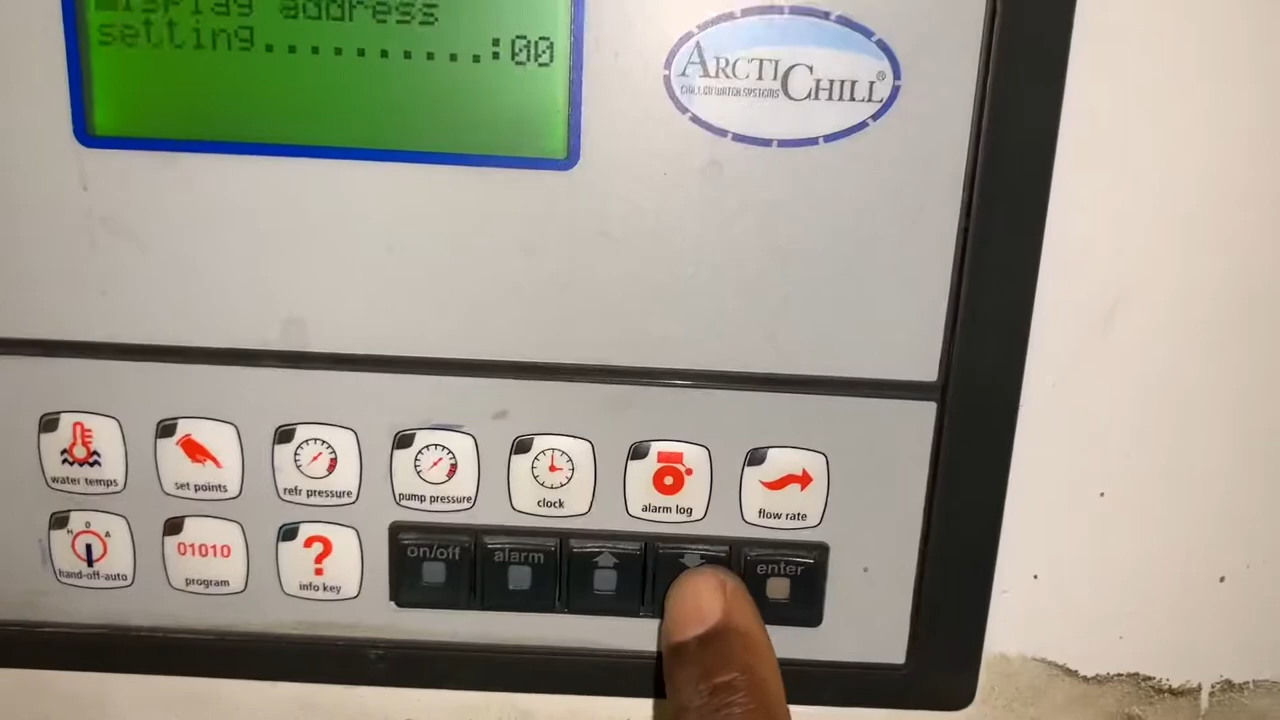 Display address
setting...........:00
ARCTICHILL®
CHILLED WATER SYSTEMS
water temps
set points
refr pressure
pump pressure
clock
alarm log
flow rate
H O A
hand-off-auto
01010
program
?
info key
on/off
alarm
enter